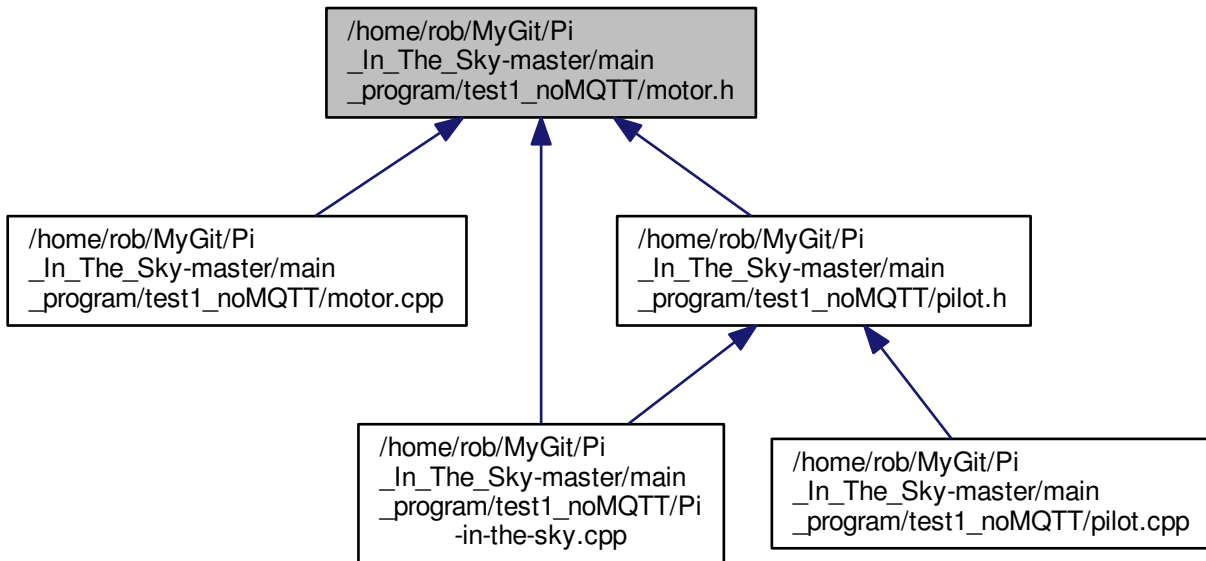 /home/rob/MyGit/Pi
_In_The_Sky-master/main
_program/test1_noMQTT/motor.h
/home/rob/MyGit/Pi
_In_The_Sky-master/main
_program/test1_noMQTT/motor.cpp
/home/rob/MyGit/Pi
_In_The_Sky-master/main
_program/test1_noMQTT/pilot.h
/home/rob/MyGit/Pi
_In_The_Sky-master/main
_program/test1_noMQTT/Pi
-in-the-sky.cpp
/home/rob/MyGit/Pi
_In_The_Sky-master/main
_program/test1_noMQTT/pilot.cpp